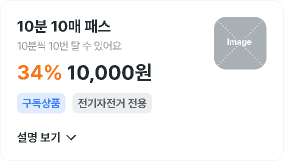 10분 10매 패스
10분씩 10번 탈 수 있어요
Image
34% 10,000원
구독상품 전기자전거 전용
설명 보기